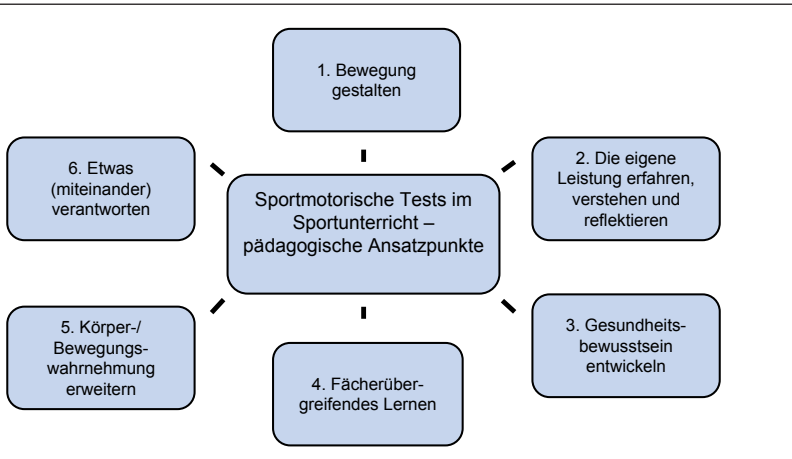 1. Bewegung
gestalten
6. Etwas
(miteinander)
verantworten
2. Die eigene
Leistung erfahren,
verstehen und
reflektieren
Sportmotorische Tests im
Sportunterricht –
pädagogische Ansatzpunkte
5. Körper-/
Bewegungs-
wahrnehmung
erweitern
3. Gesundheits-
bewusstsein
entwickeln
4. Fächerüber-
greifendes Lernen